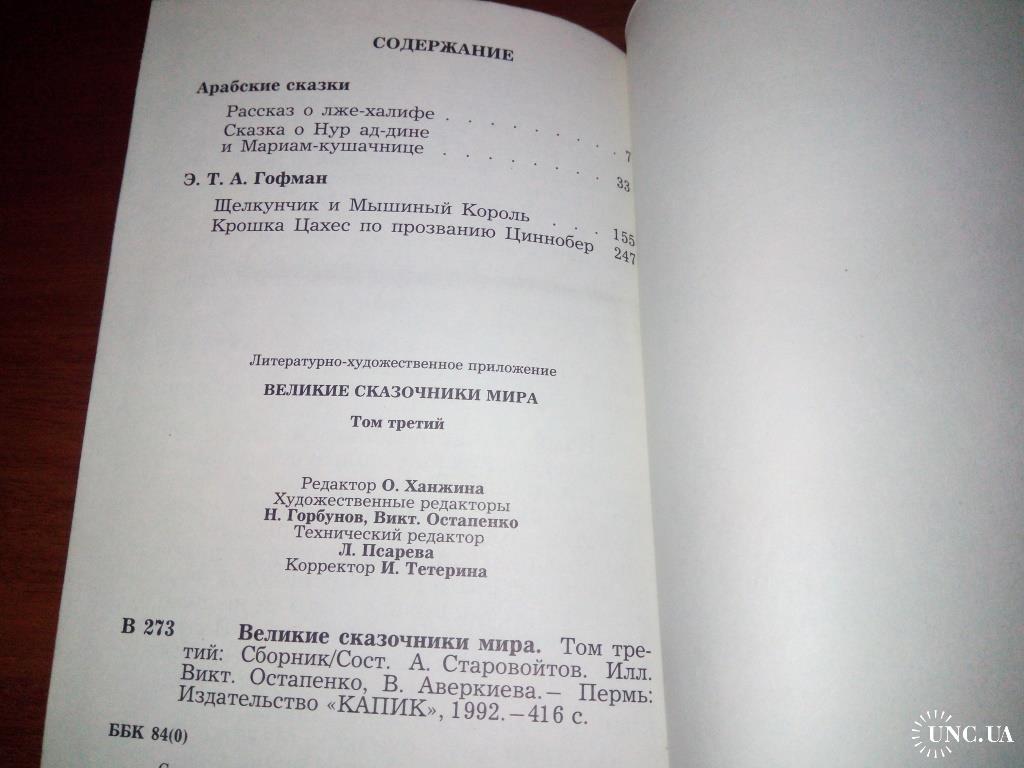 СОДЕРЖАНИЕ
Арабские сказки
Рассказ о лже-халифе . . . . . . . 7
Сказка о Нур ад-дине
и Мариам-кушачнице . . . . . . . 33
Э. Т. А. Гофман
Щелкунчик и Мышиный Король . . . 155
Крошка Цахес по прозванию Циннобер 247
Литературно-художественное приложение
ВЕЛИКИЕ СКАЗОЧНИКИ МИРА
Том третий
Редактор О. Ханжина
Художественные редакторы
Н. Горбунов, Викт. Остапенко
Технический редактор
Л. Псарева
Корректор И. Тетерина
В 273 Великие сказочники мира. Том тре-
тий: Сборник/Сост. А. Старовойтов. Илл.
Викт. Остапенко, В. Аверкиева.— Пермь:
Издательство «КАПИК», 1992.—416 с.
ББК 84(0)
UNC.UA